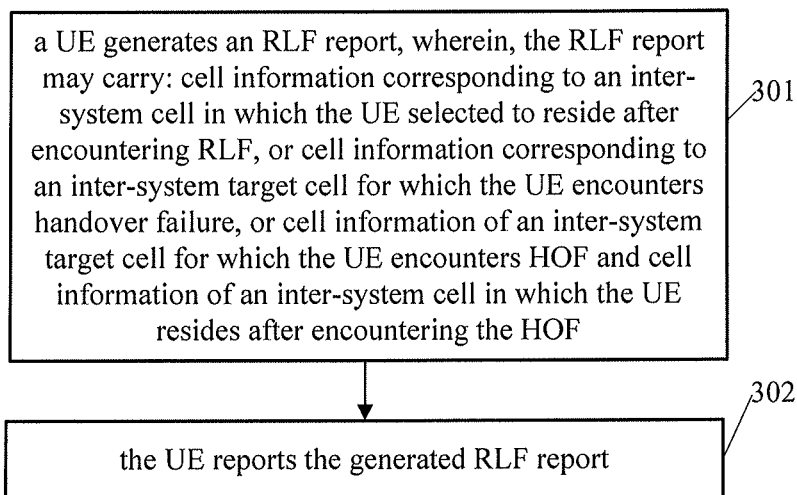 a UE generates an RLF report, wherein, the RLF report
may carry: cell information corresponding to an inter-
system cell in which the UE selected to reside after
encountering RLF, or cell information corresponding to
an inter-system target cell for which the UE encounters
handover failure, or cell information of an inter-system
target cell for which the UE encounters HOF and cell
information of an inter-system cell in which the UE
resides after encountering the HOF
301
302
the UE reports the generated RLF report